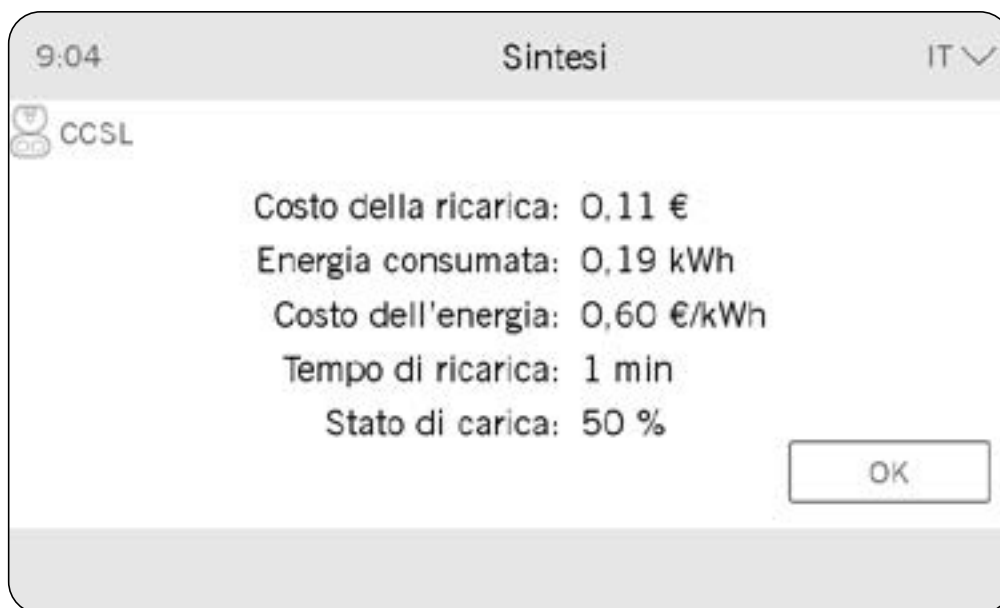 9:04 Sintesi IT
CCSL
Costo della ricarica: 0,11 €
Energia consumata: 0,19 kWh
Costo dell'energia: 0,60 €/kWh
Tempo di ricarica: 1 min
Stato di carica: 50 %
OK